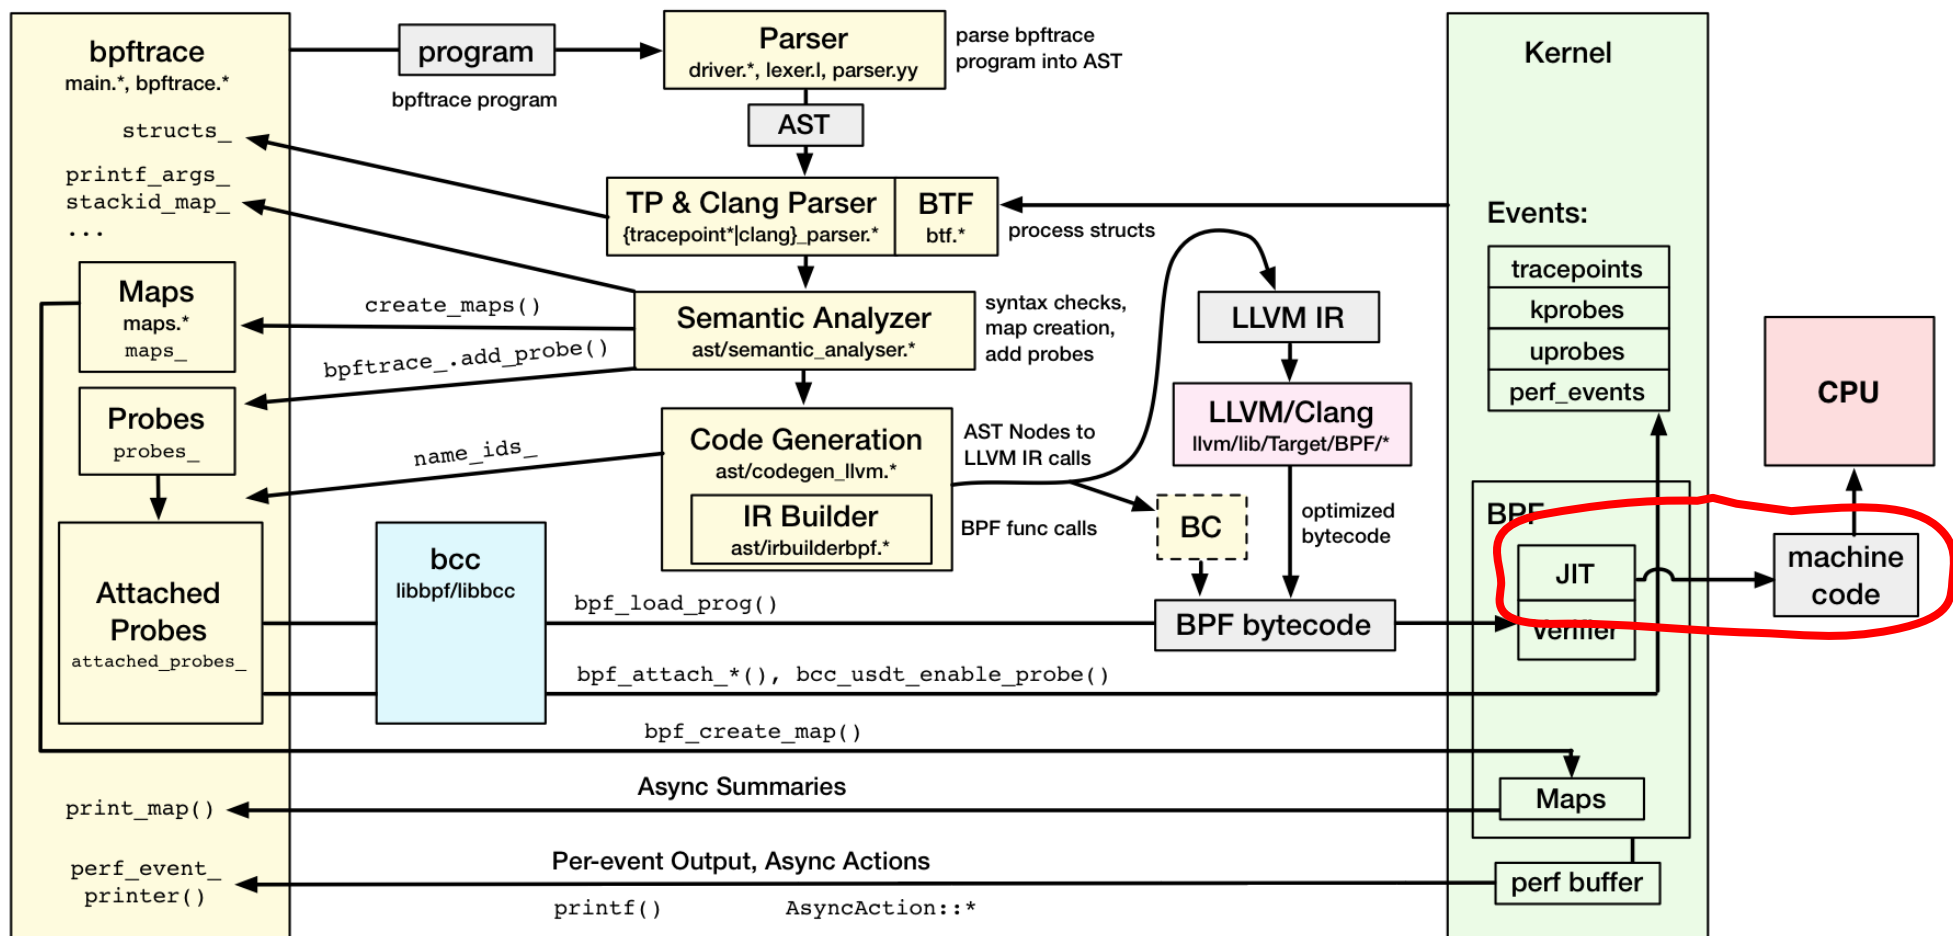 bpftrace
main.*, bpftrace.*
structs_
printf_args_
stackid_map_
...
Maps
maps.*
maps_
Probes
probes_
Attached
Probes
attached_probes_
print_map()
perf_event_
printer()
program
bpftrace program
Parser
driver.*, lexer.l, parser.yy
parse bpftrace
program into AST
AST
TP & Clang Parser
{tracepoint*|clang}_parser.*
BTF
btf.*
process structs
create_maps()
bpftrace_.add_probe()
name_ids_
Semantic Analyzer
ast/semantic_analyser.*
syntax checks,
map creation,
add probes
Code Generation
ast/codegen_llvm.*
IR Builder
ast/irbuilderbpf.*
AST Nodes to
LLVM IR calls
BPF func calls
LLVM IR
LLVM/Clang
llvm/lib/Target/BPF/*
optimized
bytecode
BC
BPF bytecode
bcc
libbpf/libbcc
bpf_load_prog()
bpf_attach_*(), bcc_usdt_enable_probe()
bpf_create_map()
Async Summaries
Per-event Output, Async Actions
printf()
AsyncAction::*
Kernel
Events:
tracepoints
kprobes
uprobes
perf_events
BPF
JIT
Verifier
Maps
perf buffer
CPU
machine
code